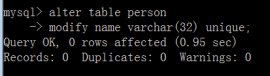 mysql> alter table person
-> modify name varchar(32) unique;
Query OK, 0 rows affected (0.95 sec)
Records: 0  Duplicates: 0  Warnings: 0